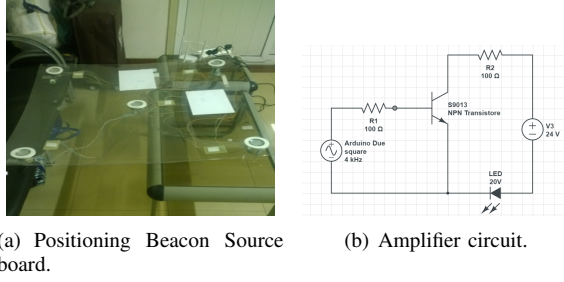 R2
100 Ω
S9013
NPN Transistore
R1
100 Ω
V3
24 V
Arduino Due
square
4 kHz
LED
20V
(a) Positioning Beacon Source
board.
(b) Amplifier circuit.